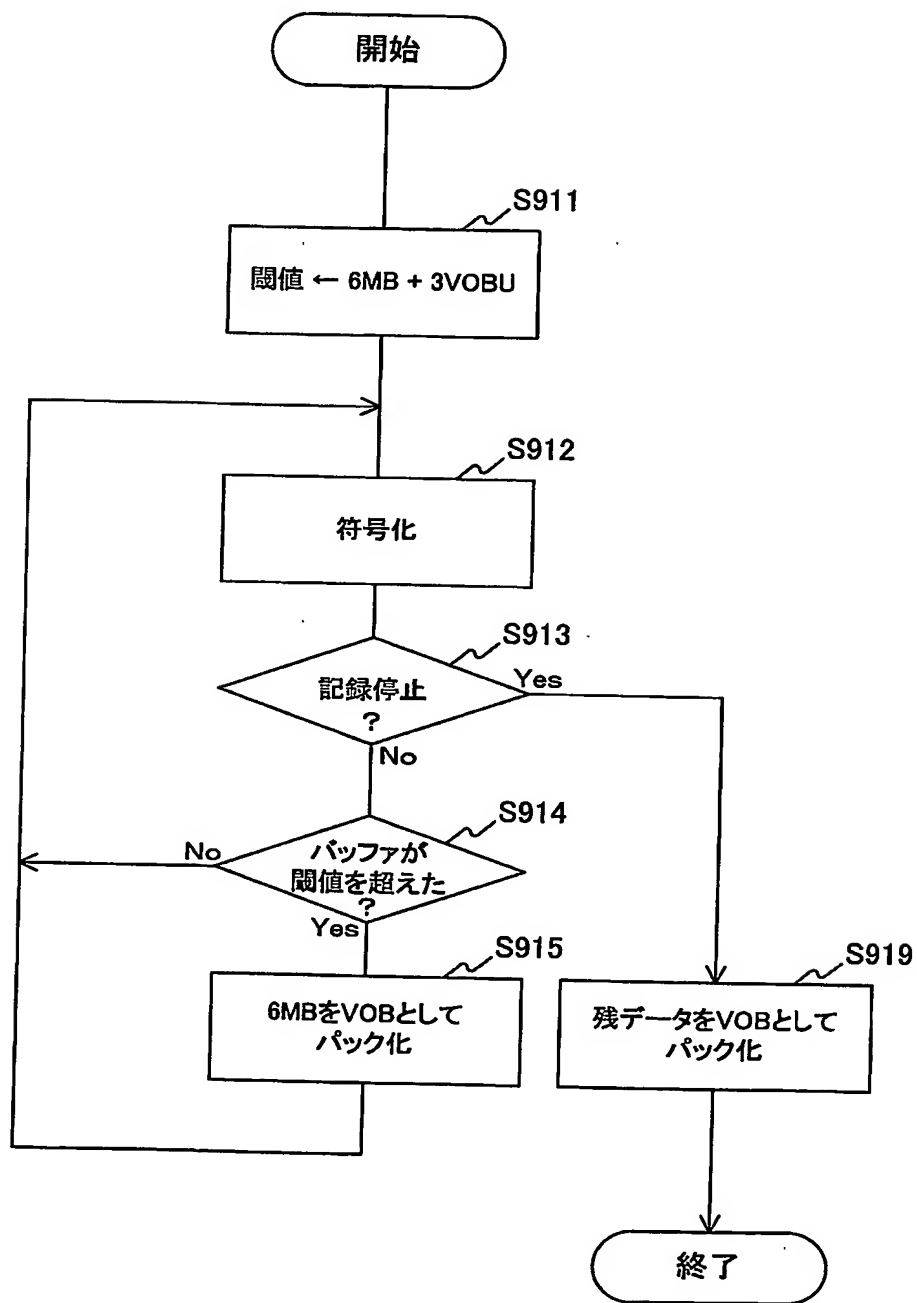 開始
S911
閾値 ← 6MB + 3VOBU
S912
符号化
S913
記録停止
?
Yes
No
S914
バッファが
閾値を超えた
?
No
Yes
S915
6MBをVOBとして
パック化
S919
残データをVOBとして
パック化
終了